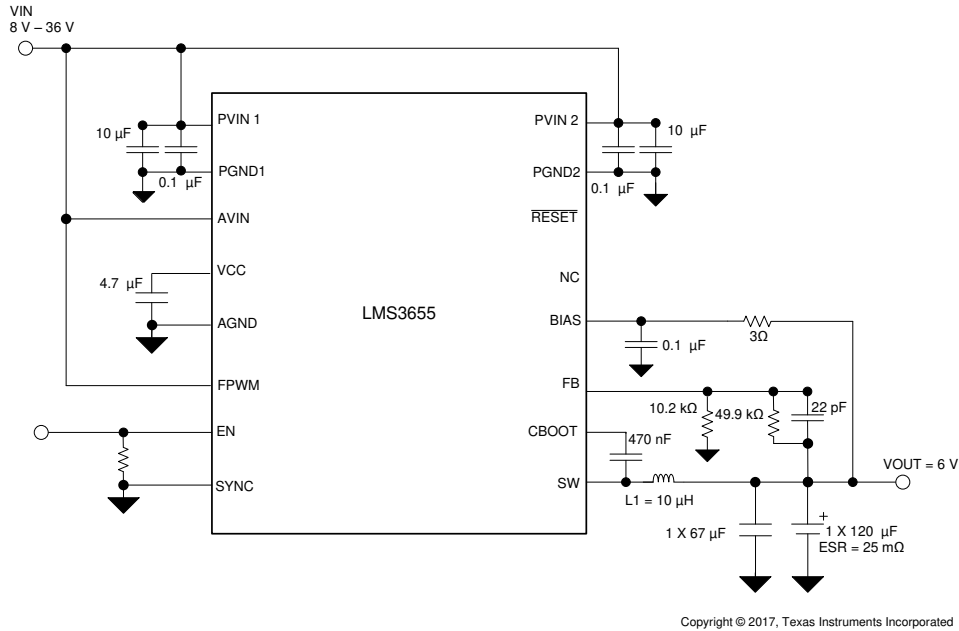 VIN
8 V – 36 V
PVIN 1
PVIN 2
10 µF
10 µF
PGND1
PGND2
0.1 µF
0.1 µF
AVIN
RESET
VCC
NC
4.7 µF
LMS3655
AGND
BIAS
0.1 µF
3Ω
FPWM
FB
10.2 kΩ
49.9 kΩ
22 pF
EN
CBOOT
470 nF
VOUT = 6 V
SYNC
SW
L1 = 10 µH
1 X 67 µF
+
1 X 120 µF
ESR = 25 mΩ
Copyright © 2017, Texas Instruments Incorporated